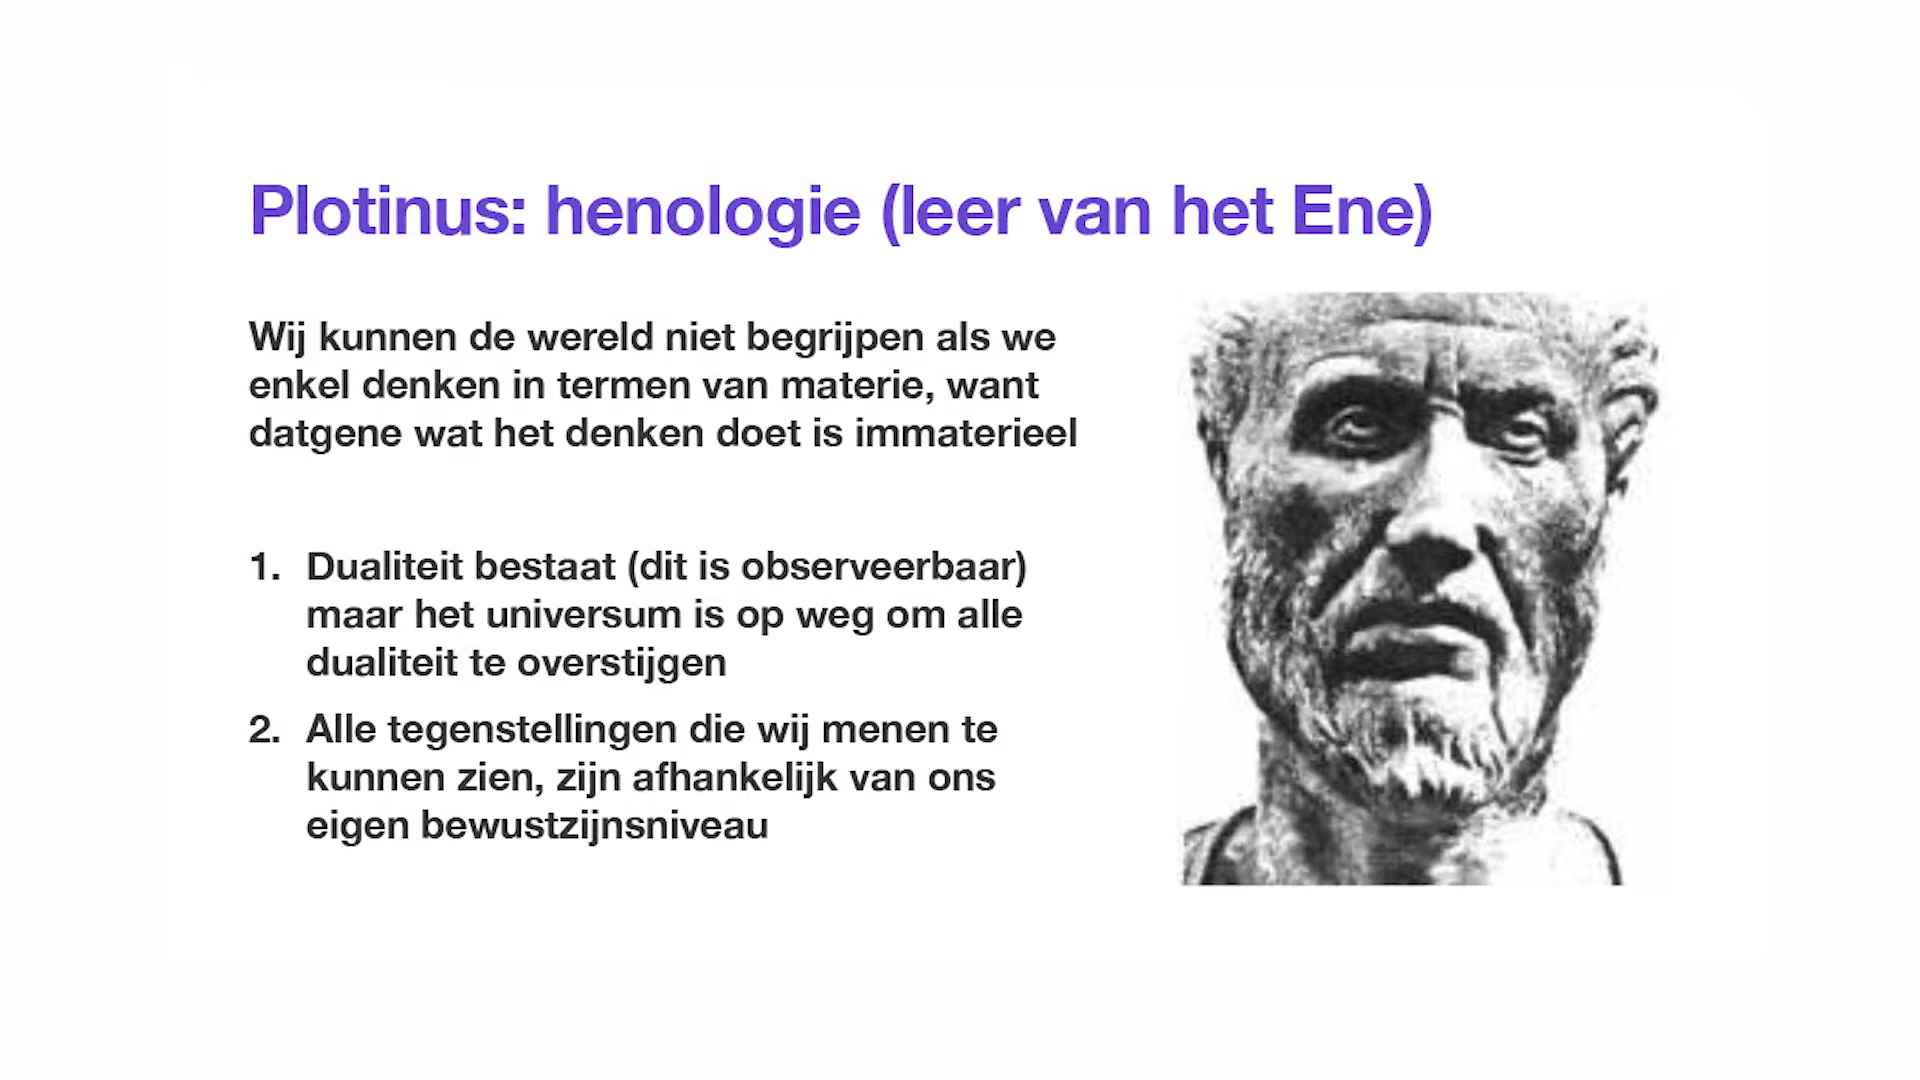 Plotinus: henologie (leer van het Ene)
Wij kunnen de wereld niet begrijpen als we
enkel denken in termen van materie, want
datgene wat het denken doet is immaterieel
1. Dualiteit bestaat (dit is observeerbaar)
maar het universum is op weg om alle
dualiteit te overstijgen
2. Alle tegenstellingen die wij menen te
kunnen zien, zijn afhankelijk van ons
eigen bewustzijnsniveau